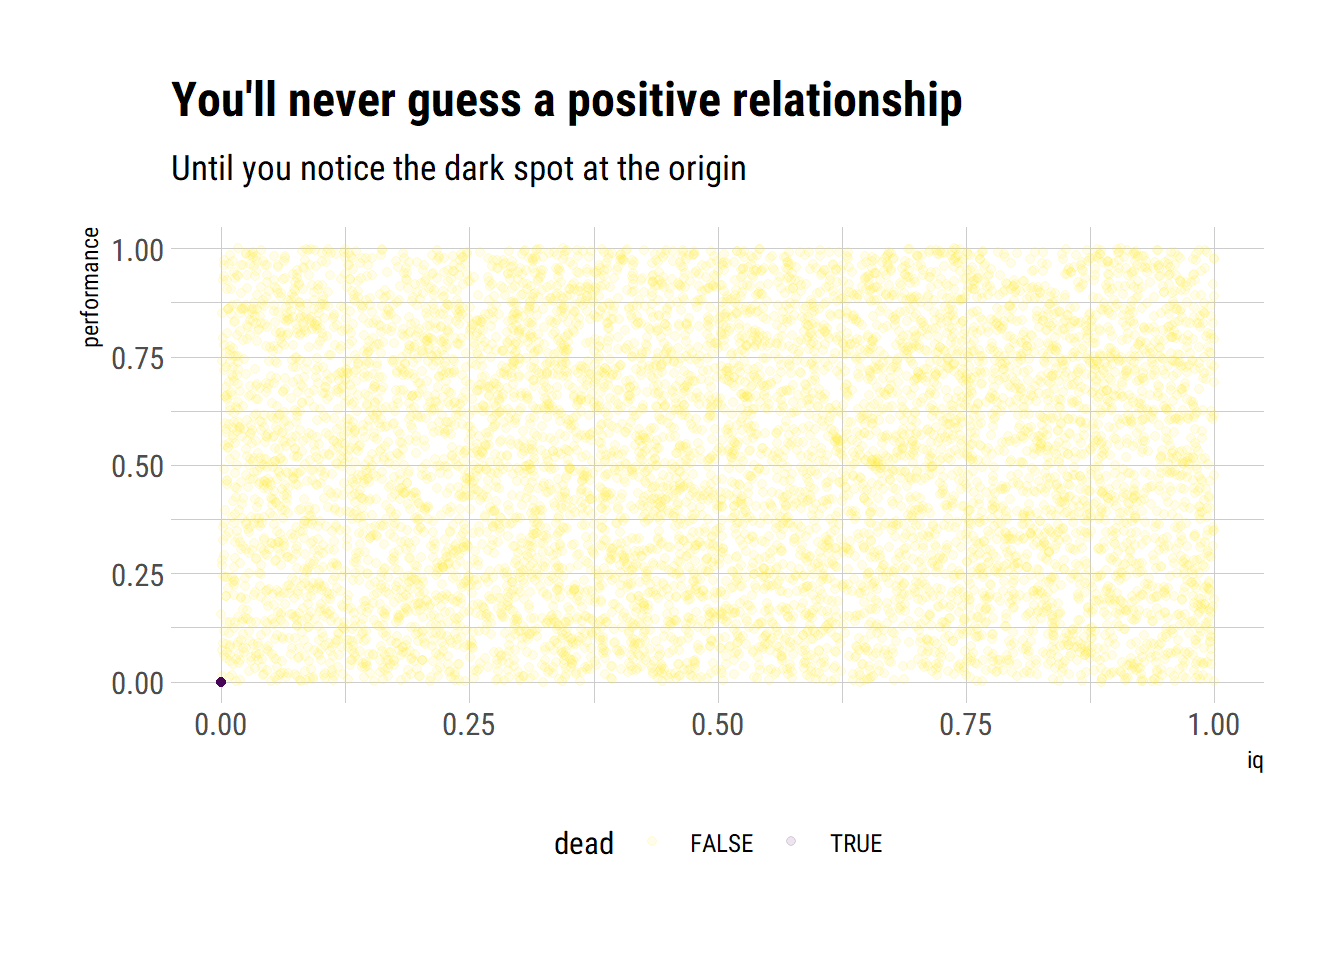 You'll never guess a positive relationship
Until you notice the dark spot at the origin
performance
1.00
0.75
0.50
0.25
0.00
0.00 0.25 0.50 0.75 1.00
iq
dead FALSE TRUE